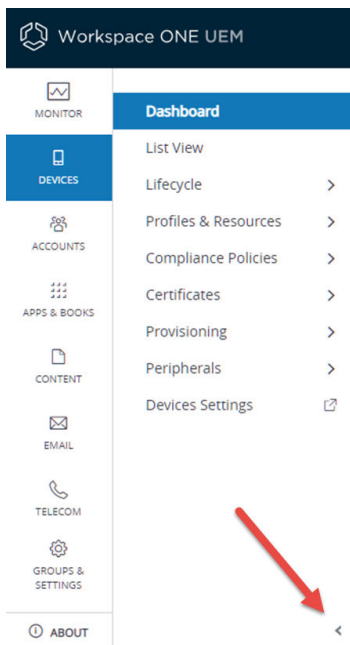 Workspace ONE UEM
MONITOR
DEVICES
ACCOUNTS
APPS & BOOKS
CONTENT
EMAIL
TELECOM
GROUPS &
SETTINGS
ABOUT
Dashboard
List View
Lifecycle
Profiles & Resources
Compliance Policies
Certificates
Provisioning
Peripherals
Devices Settings